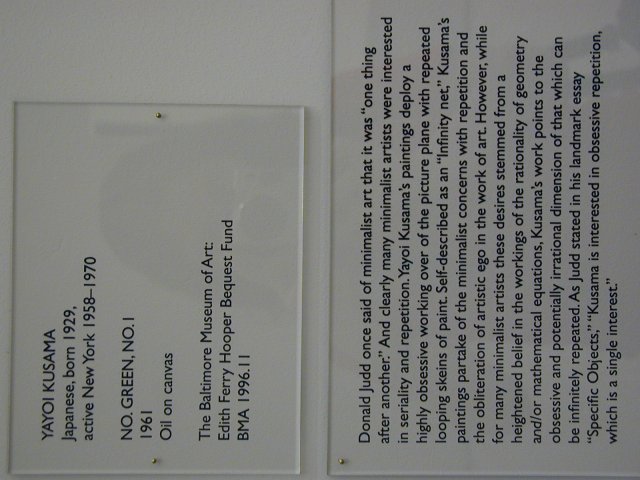 YAYOI KUSAMA
Japanese, born 1929,
active New York 1958–1970
NO. GREEN, NO.1
1961
Oil on canvas
The Baltimore Museum of Art:
Edith Ferry Hooper Bequest Fund
BMA 1996.11
Donald Judd once said of minimalist art that it was “one thing
after another.” And clearly many minimalist artists were interested
in seriality and repetition. Yayoi Kusama's paintings deploy a
highly obsessive working over of the picture plane with repeated
looping skeins of paint. Self-described as an “Infinity net,” Kusama's
paintings partake of the minimalist concerns with repetition and
the obliteration of artistic ego in the work of art. However, while
for many minimalist artists these desires stemmed from a
heightened belief in the workings of the rationality of geometry
and/or mathematical equations, Kusama's work points to the
obsessive and potentially irrational dimension of that which can
be infinitely repeated. As Judd stated in his landmark essay
“Specific Objects,” “Kusama is interested in obsessive repetition,
which is a single interest.”